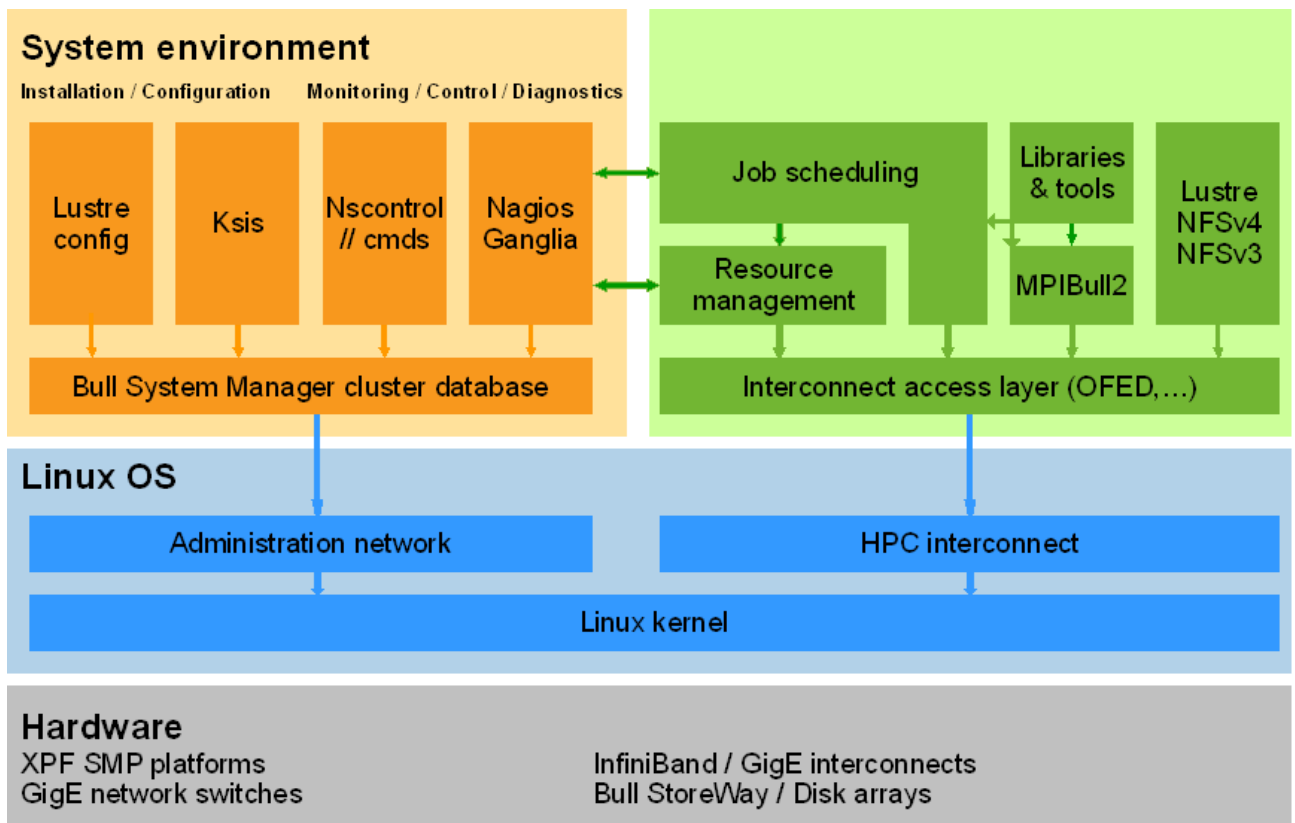 System environment
Installation / Configuration
Monitoring / Control / Diagnostics
Lustre
config
Ksis
Nscontrol
// cmds
Nagios
Ganglia
Job scheduling
Resource
management
Libraries
& tools
MPIBull2
Lustre
NFSv4
NFSv3
Bull System Manager cluster database
Interconnect access layer (OFED,...)
Linux OS
Administration network
HPC interconnect
Linux kernel
Hardware
XPF SMP platforms
GigE network switches
InfiniBand / GigE interconnects
Bull StoreWay / Disk arrays